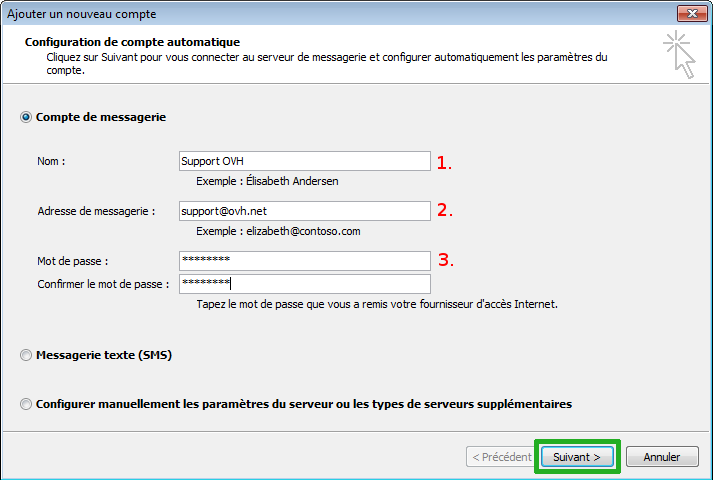 Ajouter un nouveau compte
Configuration de compte automatique
Cliquez sur Suivant pour vous connecter au serveur de messagerie et configurer automatiquement les paramètres du
compte.
Compte de messagerie
Nom :
Support OVH
1.
Exemple : Élisabeth Andersen
Adresse de messagerie :
support@ovh.net
2.
Exemple : elizabeth@contoso.com
Mot de passe :
********
3.
Confirmer le mot de passe :
********
Tapez le mot de passe que vous a remis votre fournisseur d'accès Internet.
Messagerie texte (SMS)
Configurer manuellement les paramètres du serveur ou les types de serveurs supplémentaires
< Précédent
Suivant >
Annuler